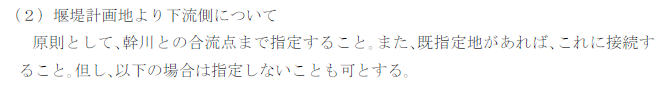 （２）堰堤計画地より下流側について
原則として、幹川との合流点まで指定すること。また、既指定地があれば、これに接続す
ること。但し、以下の場合は指定しないことも可とする。